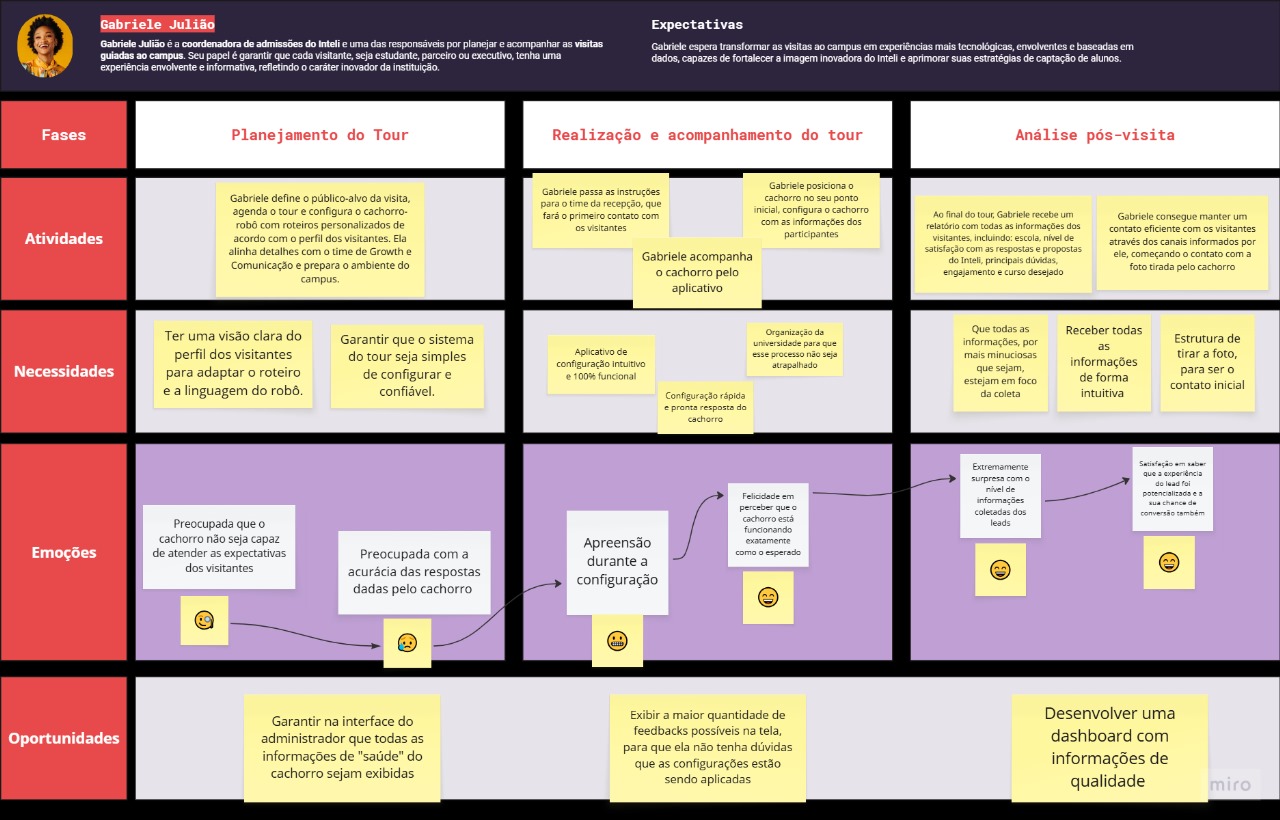 Gabriele Julião
Gabriele Julião é a coordenadora de admissões do Inteli e uma das responsáveis por planejar e acompanhar as visitas
guiadas ao campus. Seu papel é garantir que cada visitante, seja estudante, parceiro ou executivo, tenha uma
experiência envolvente e informativa, refletindo o caráter inovador da instituição.
Expectativas
Gabriele espera transformar as visitas ao campus em experiências mais tecnológicas, envolventes e baseadas em
dados, capazes de fortalecer a imagem inovadora do Inteli e aprimorar suas estratégias de captação de alunos.
Fases
Planejamento do Tour
Realização e acompanhamento do tour
Análise pós-visita
Atividades
Gabriele define o público-alvo da visita,
agenda o tour e configura o cachorro-
robô com roteiros personalizados de
acordo com o perfil dos visitantes. Ela
alinha detalhes com o time de Growth e
Comunicação e prepara o ambiente do
campus.
Gabriele passa as instruções
para o time da recepção, que
fará o primeiro contato com
os visitantes
Gabriele acompanha
o cachorro pelo
aplicativo
Gabriele posiciona o
cachorro no seu ponto
inicial, configura o cachorro
com as informações dos
participantes
Ao final do tour, Gabriele recebe um
relatório com todas as informações dos
visitantes, incluindo: escola, nível de
satisfação com as respostas e propostas
do Inteli, principais dúvidas,
engajamento e curso desejado
Gabriele consegue manter um
contato eficiente com os visitantes
através dos canais informados por
ele, começando o contato com a
foto tirada pelo cachorro
Necessidades
Ter uma visão clara do
perfil dos visitantes
para adaptar o roteiro
e a linguagem do robô.
Garantir que o sistema
do tour seja simples
de configurar e
confiável.
Aplicativo de
configuração intuitivo
e 100% funcional
Configuração rápida
e pronta resposta do
cachorro
Organização da
universidade para que
esse processo não seja
atrapalhado
Que todas as
informações, por
mais minuciosas
que sejam,
estejam em foco
da coleta
Receber todas
as
informações
de forma
intuitiva
Estrutura de
tirar a foto,
para ser o
contato inicial
Emoções
Preocupada que o
cachorro não seja capaz
de atender as expectativas
dos visitantes
Preocupada com a
acurácia das respostas
dadas pelo cachorro
Apreensão
durante a
configuração
Felicidade em
perceber que o
cachorro está
funcionando
exatamente
como o esperado
Extremamente
surpresa com o
nível de
informações
coletadas dos
leads
Satisfação em saber
que a experiência
do lead foi
potencializada e a
sua chance de
conversão também
Oportunidades
Garantir na interface do
administrador que todas as
informações de "saúde" do
cachorro sejam exibidas
Exibir a maior quantidade de
feedbacks possíveis na tela,
para que ela não tenha dúvidas
que as configurações estão
sendo aplicadas
Desenvolver uma
dashboard com
informações de
qualidade
miro